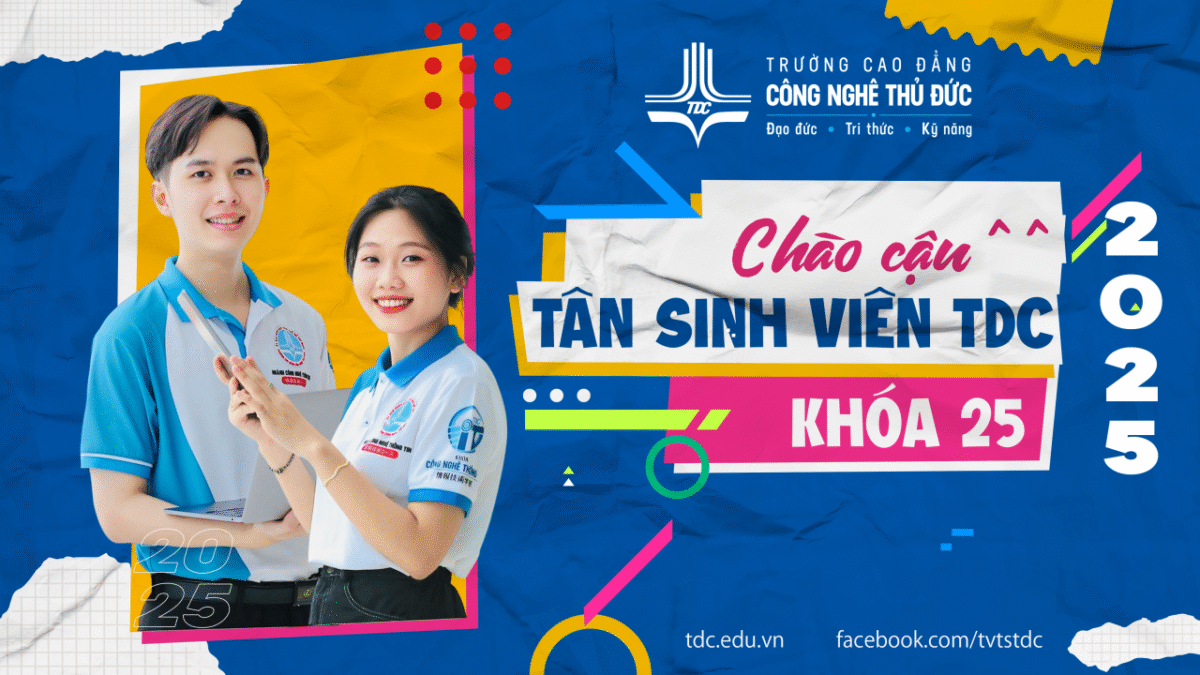 TDC
TRƯỜNG CAO ĐẲNG
CÔNG NGHỆ THỦ ĐỨC
Đạo đức • Tri thức • Kỹ năng
Chào cậu ^^
TÂN SINH VIÊN TDC
KHÓA 25
2025
KHOA
CÔNG NGHỆ THÔNG
20
25
tdc.edu.vn
facebook.com/tvtstdc